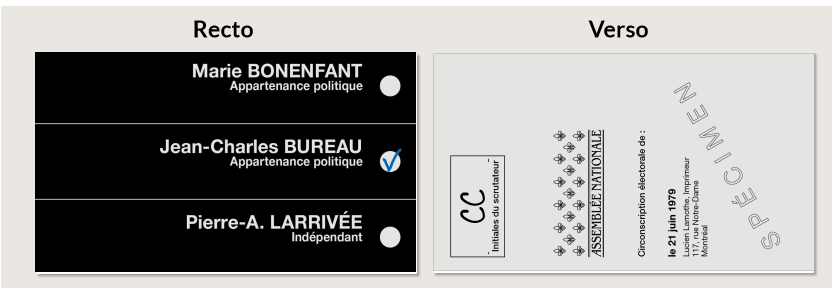 Recto
Marie BONENFANT
Appartenance politique
Jean-Charles BUREAU
Appartenance politique
Pierre-A. LARRIVÉE
Indépendant
Verso
CC
Initiales du scrutateur
ASSEMBLÉE NATIONALE
Circonscription électorale de :
le 21 juin 1979
Lucien Lamothe, Imprimeur
117, rue Notre-Dame
Montréal
SPÉCIMEN